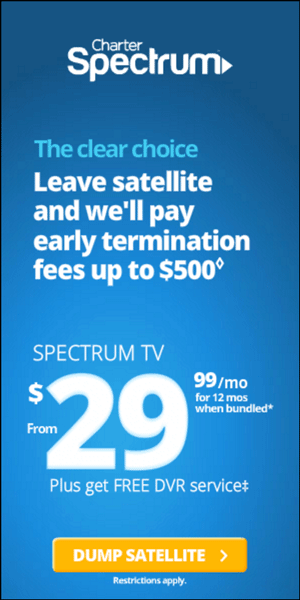 Charter
Spectrum
The clear choice
Leave satellite
and we'll pay
early termination
fees up to $500◊
SPECTRUM TV
From $29 99/mo
for 12 mos
when bundled*
Plus get FREE DVR service‡
DUMP SATELLITE >
Restrictions apply.